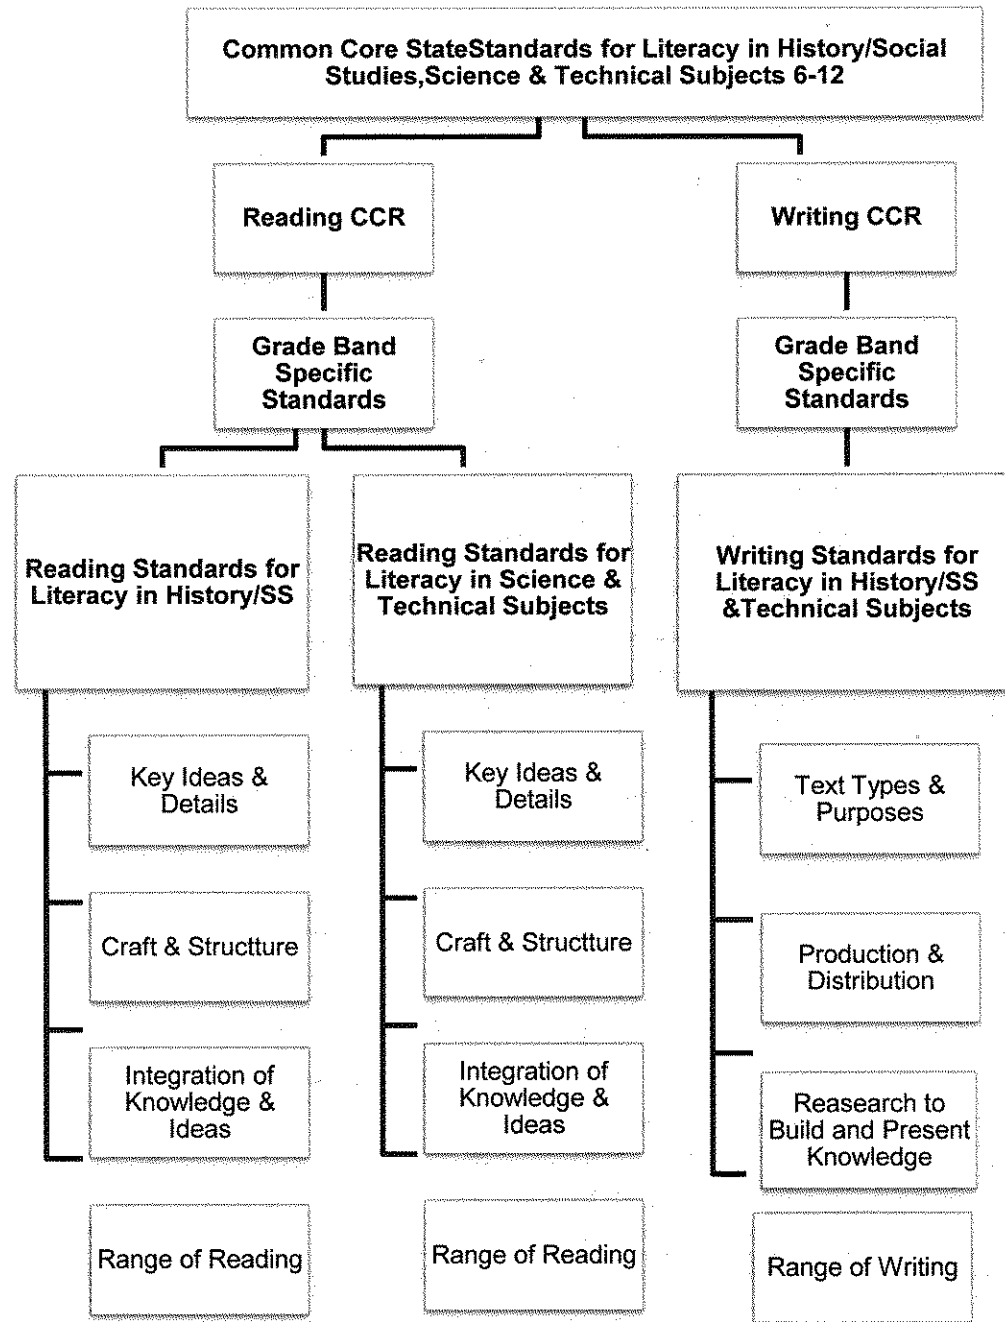 Common Core StateStandards for Literacy in History/Social
Studies,Science & Technical Subjects 6-12
Reading CCR
Writing CCR
Grade Band
Specific
Standards
Grade Band
Specific
Standards
Reading Standards for
Literacy in History/SS
Reading Standards for
Literacy in Science &
Technical Subjects
Writing Standards for
Literacy in History/SS
&Technical Subjects
Key Ideas &
Details
Craft & Structture
Integration of
Knowledge &
Ideas
Range of Reading
Key Ideas &
Details
Craft & Structture
Integration of
Knowledge &
Ideas
Range of Reading
Text Types &
Purposes
Production &
Distribution
Reasearch to
Build and Present
Knowledge
Range of Writing